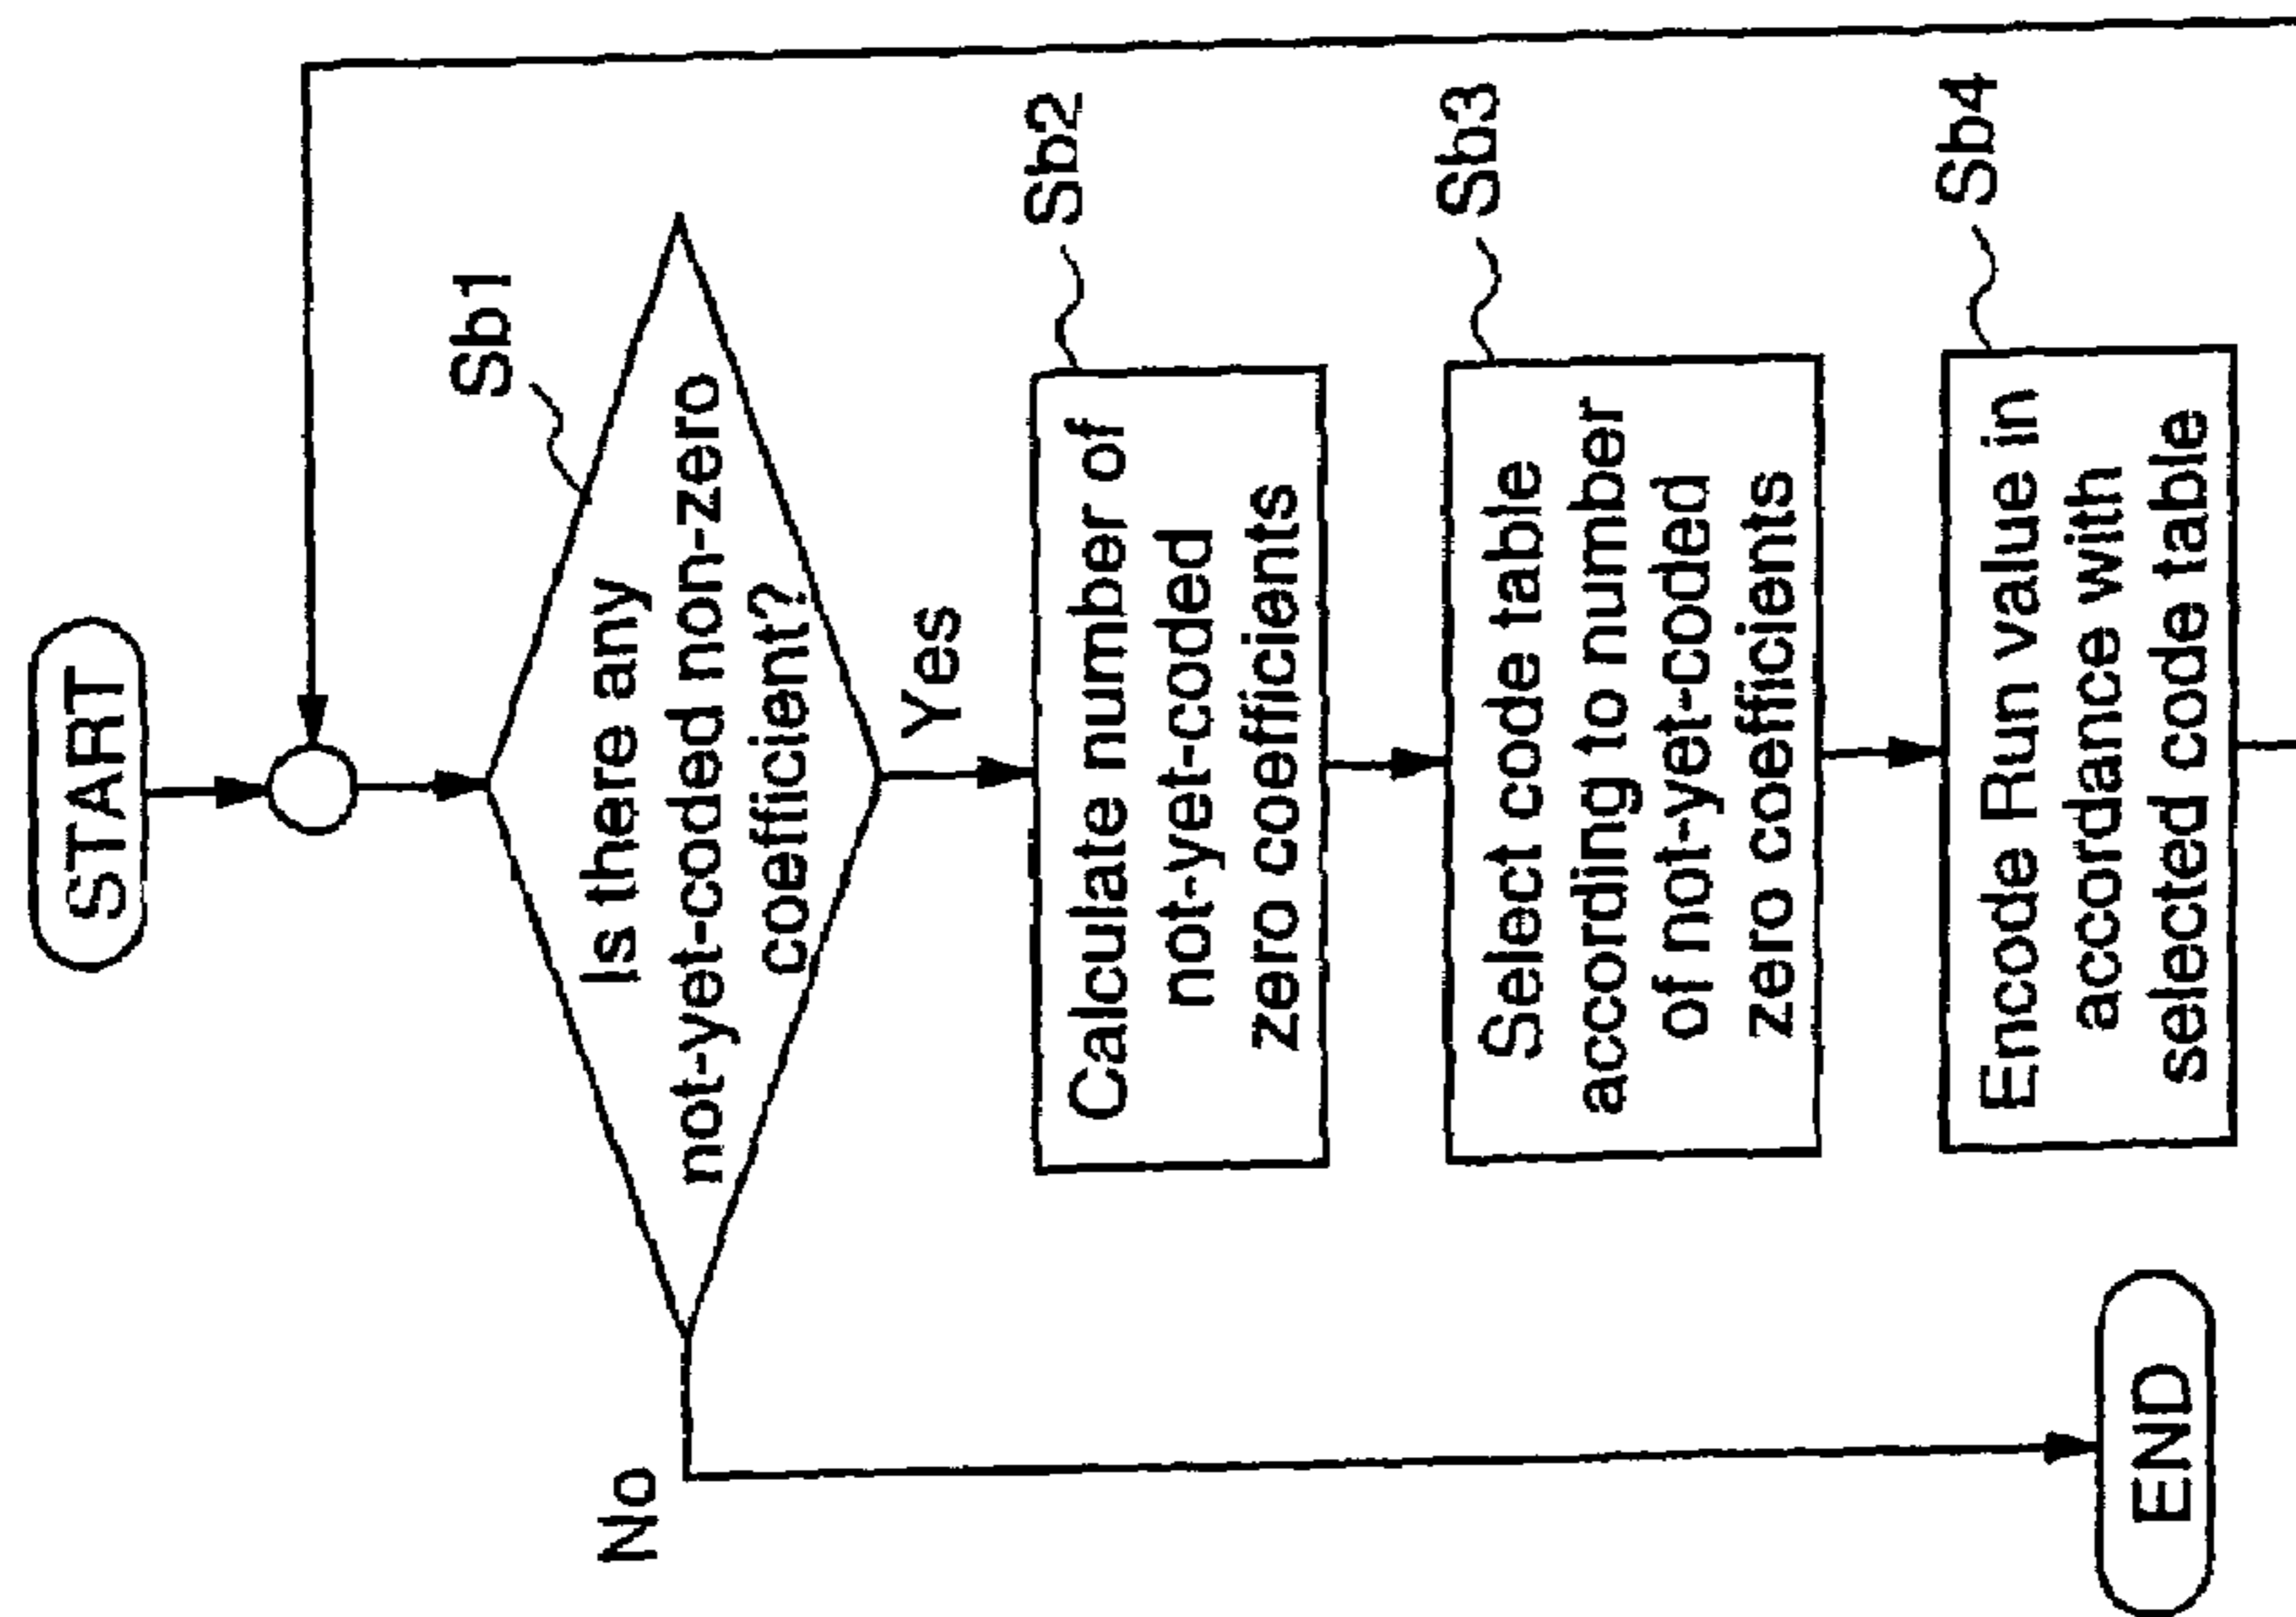 START
Sb1
Is there any
not-yet-coded non-zero
coefficient?
No
Yes
Sb2
Calculate number of
not-yet-coded
zero coefficients
Sb3
Select code table
according to number
of not-yet-coded
zero coefficients
Sb4
Encode Run value in
accordance with
selected code table
END